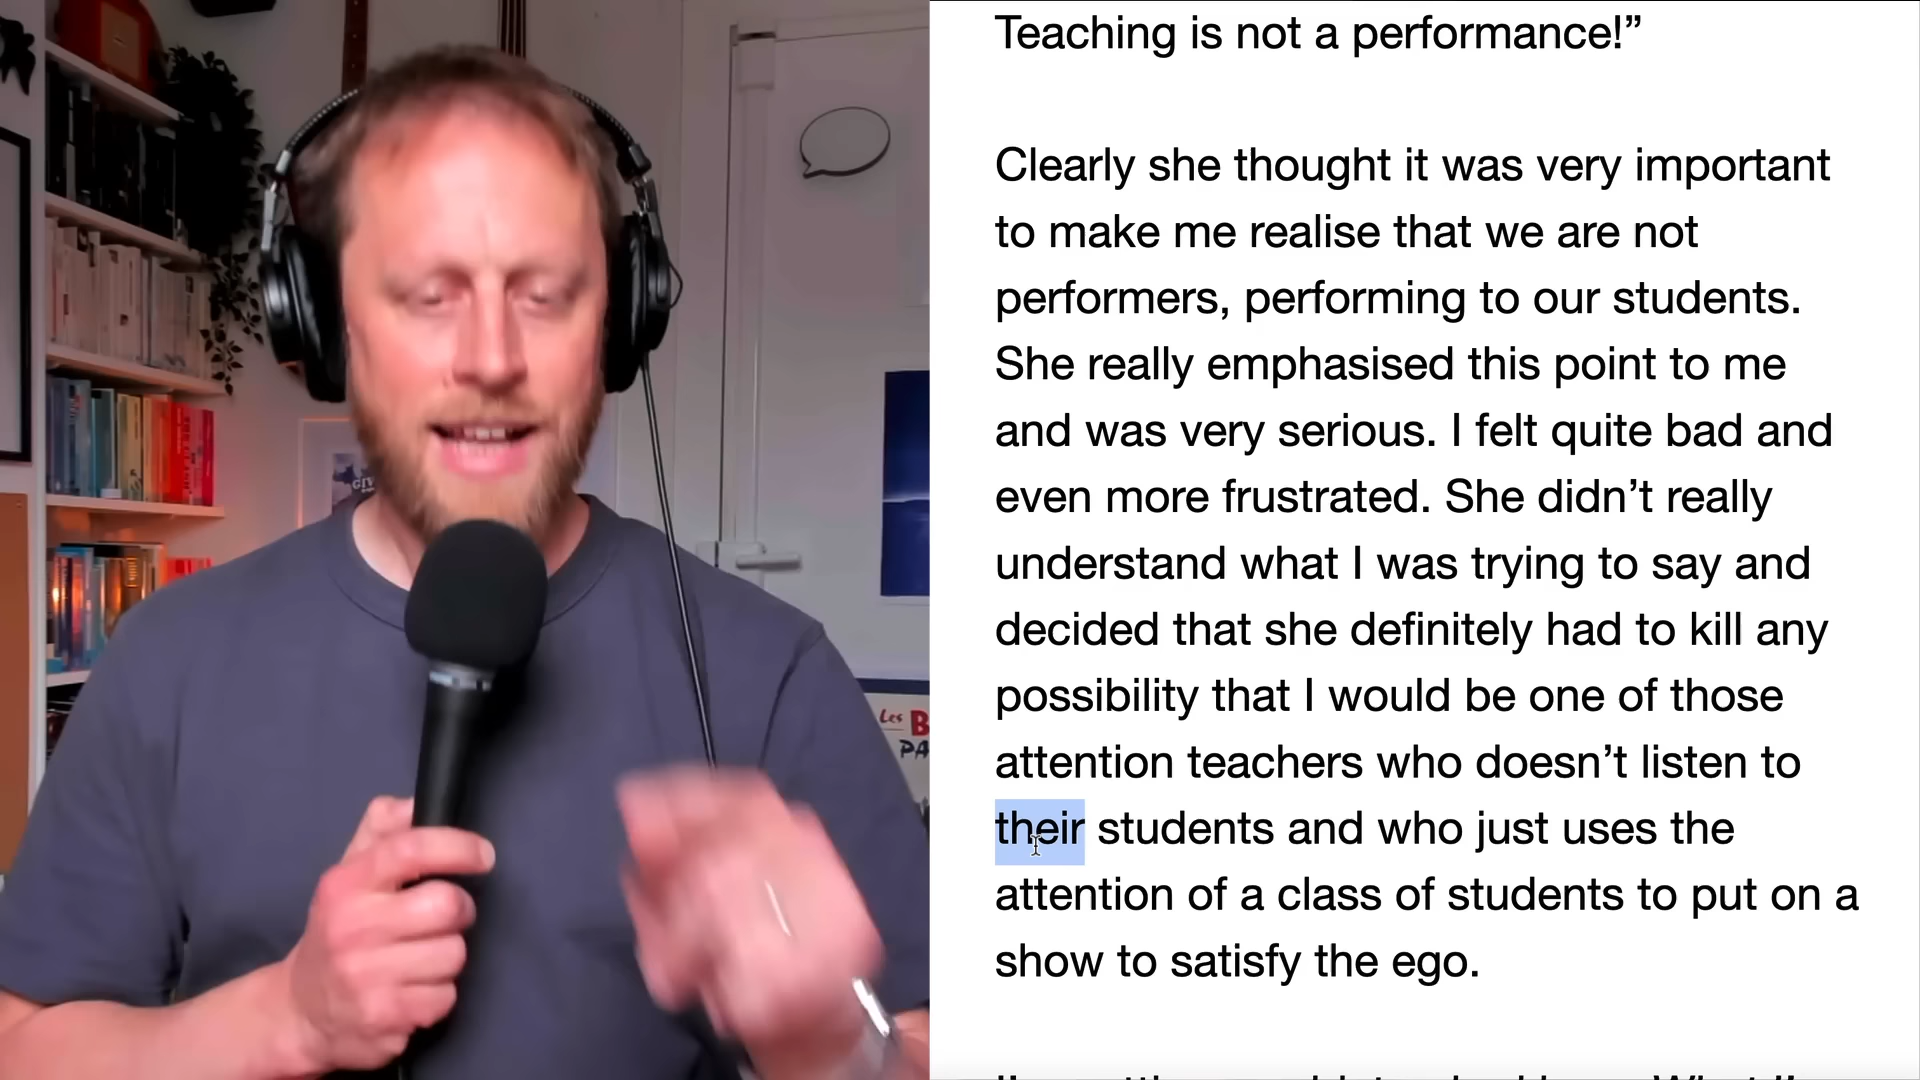 Teaching is not a performance!”
Clearly she thought it was very important
to make me realise that we are not
performers, performing to our students.
She really emphasised this point to me
and was very serious. I felt quite bad and
even more frustrated. She didn’t really
understand what I was trying to say and
decided that she definitely had to kill any
possibility that I would be one of those
attention teachers who doesn’t listen to
their students and who just uses the
attention of a class of students to put on a
show to satisfy the ego.
Les